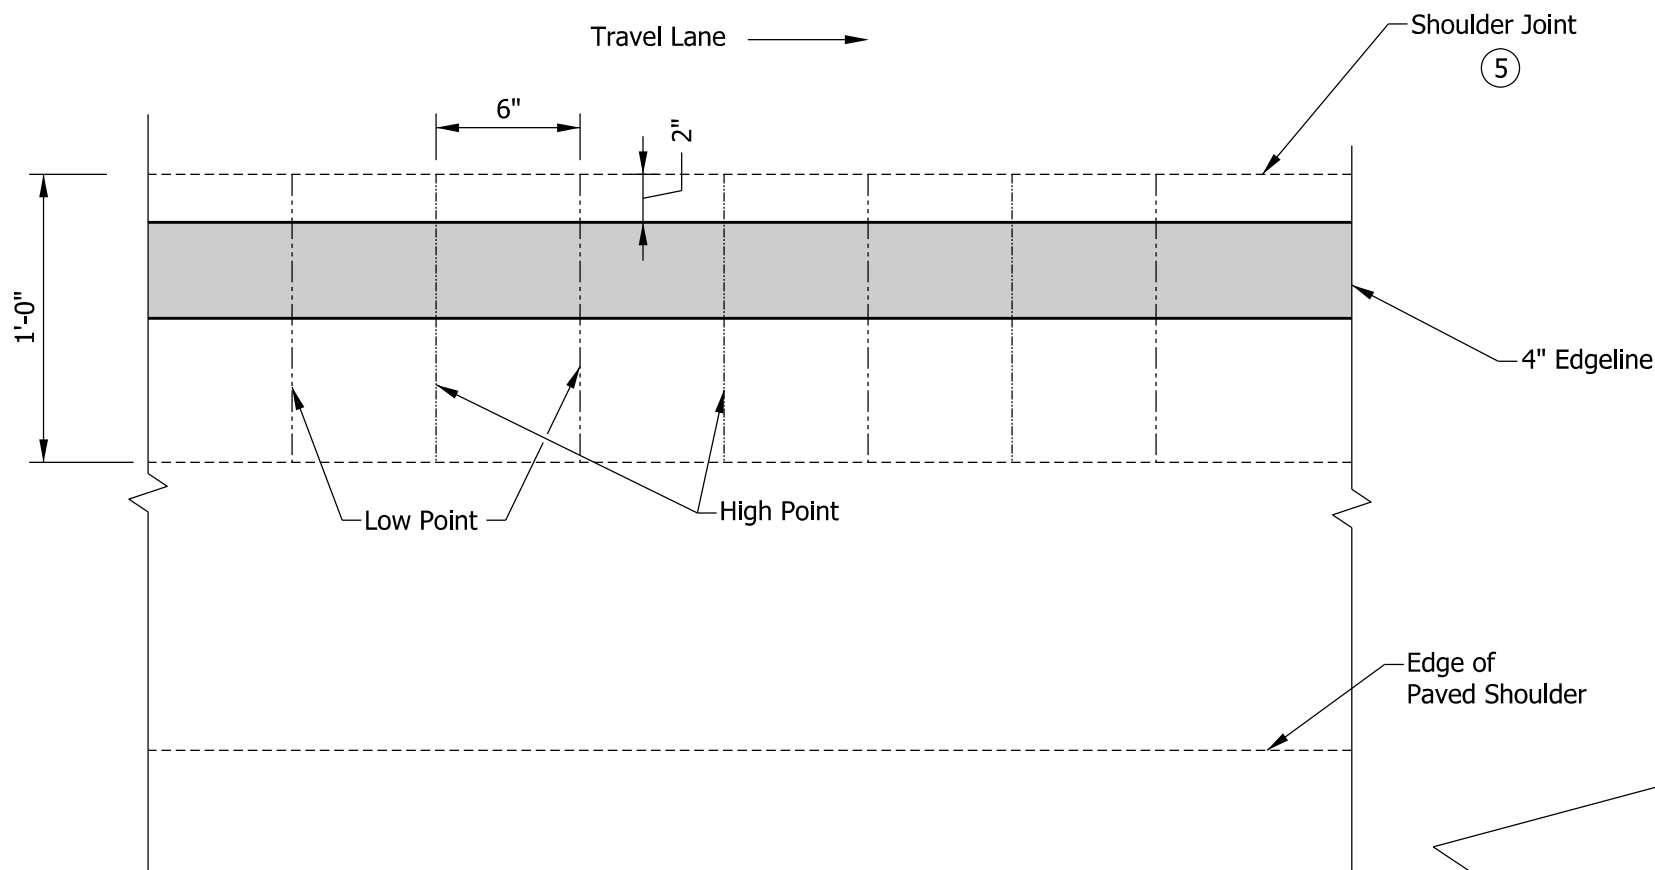 Travel Lane
Shoulder Joint
5
6"
2"
1'-0"
4" Edgeline
Low Point
High Point
Edge of
Paved Shoulder